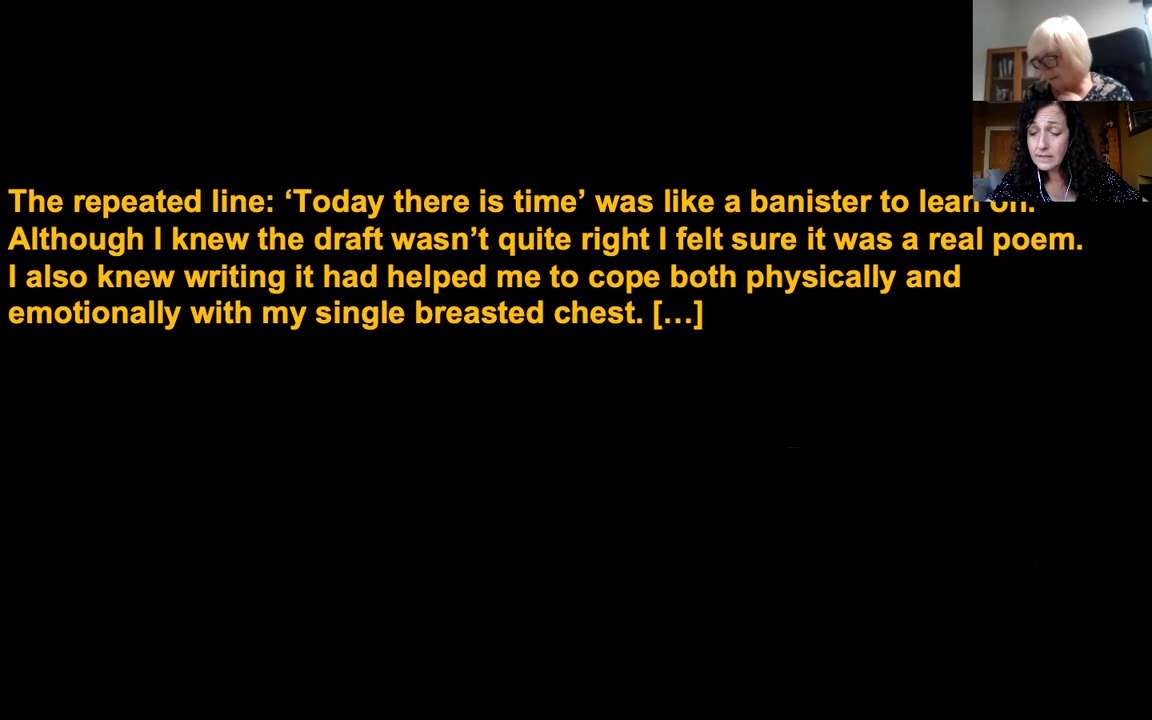 The repeated line: ‘Today there is time’ was like a banister to lean on.
Although I knew the draft wasn’t quite right I felt sure it was a real poem.
I also knew writing it had helped me to cope both physically and
emotionally with my single breasted chest. […]